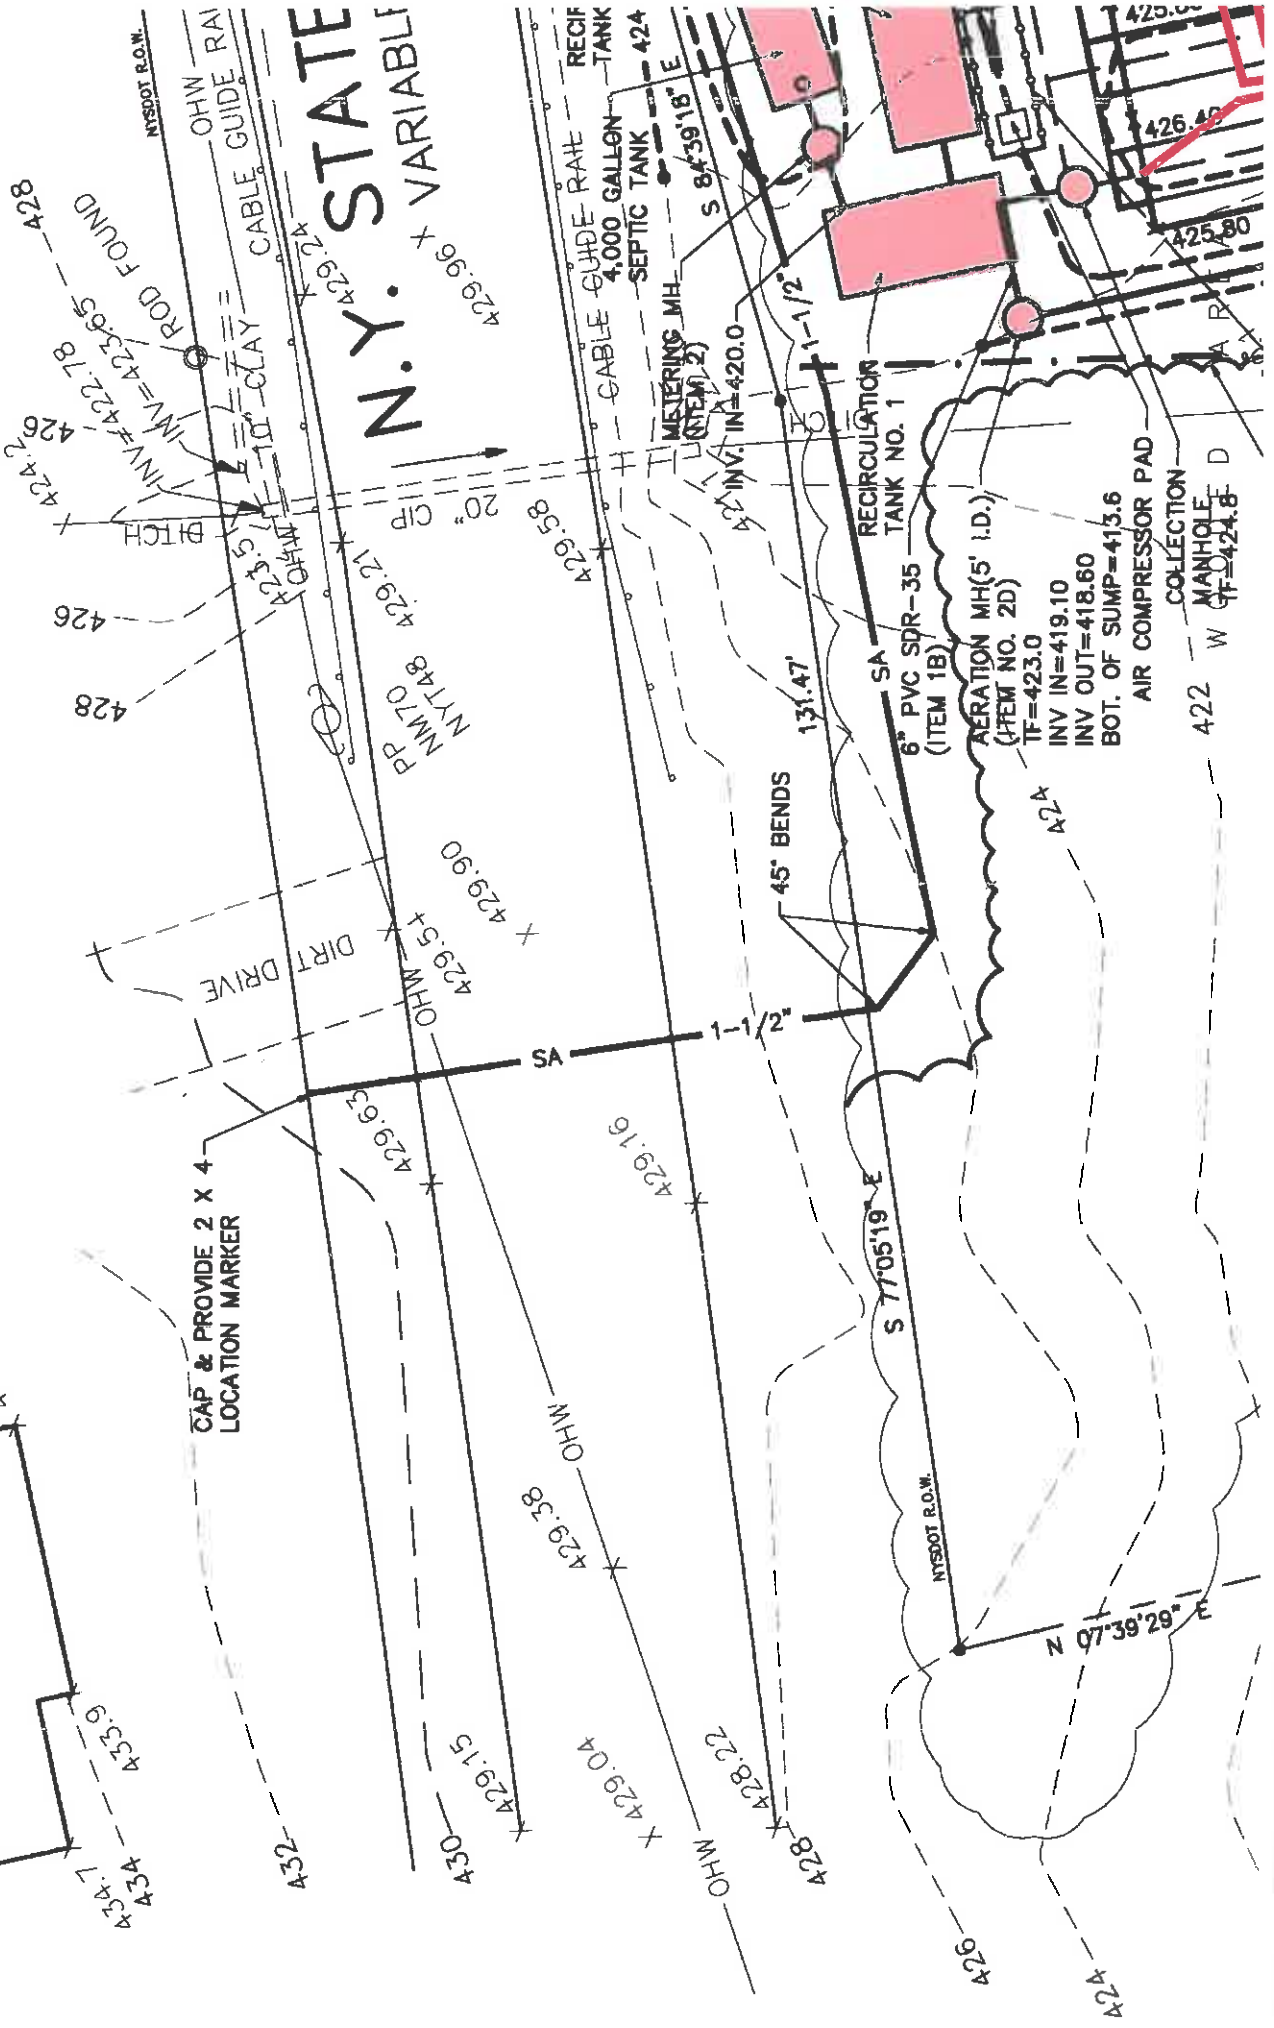 NYSDOT R.O.W.
OHW
CABLE GUIDE RAI
N.Y. STATE
VARIABLE
428
ROD FOUND
INV=423.65
INV=422.78
426
424.2
10" CLAY
429.24
429.96
DITCH
423.5
OHW
20" CIP
426
428
429.21
PP
NM70
NYT48
CABLE GUIDE RAIL
429.58
4,000 GALLON
SEPTIC TANK
RECIR
TANK
424
METERING MH
(ITEM 2)
INV. IN=420.0
S 84°39'18" E
1-1/2"
DITCH
RECIRCULATION
TANK NO. 1
425.80
426.40
6" PVC SDR-35
(ITEM 1B)
AERATION MH(5' I.D.)
(ITEM NO. 2D)
TF=423.0
INV IN=419.10
INV OUT=418.60
BOT. OF SUMP=413.6
AIR COMPRESSOR PAD
COLLECTION
MANHOLE
TF=424.8
422
424
131.47'
SA
45° BENDS
DIRT DRIVE
429.54
429.90
OHW
SA
1-1/2"
CAP & PROVIDE 2 X 4
LOCATION MARKER
429.63
429.16
S 77°05'19" E
OHW
429.38
NYSDOT R.O.W.
N 07°39'29" E
433.9
434.7
434
432
430
429.15
429.04
428.22
OHW
428
426
424